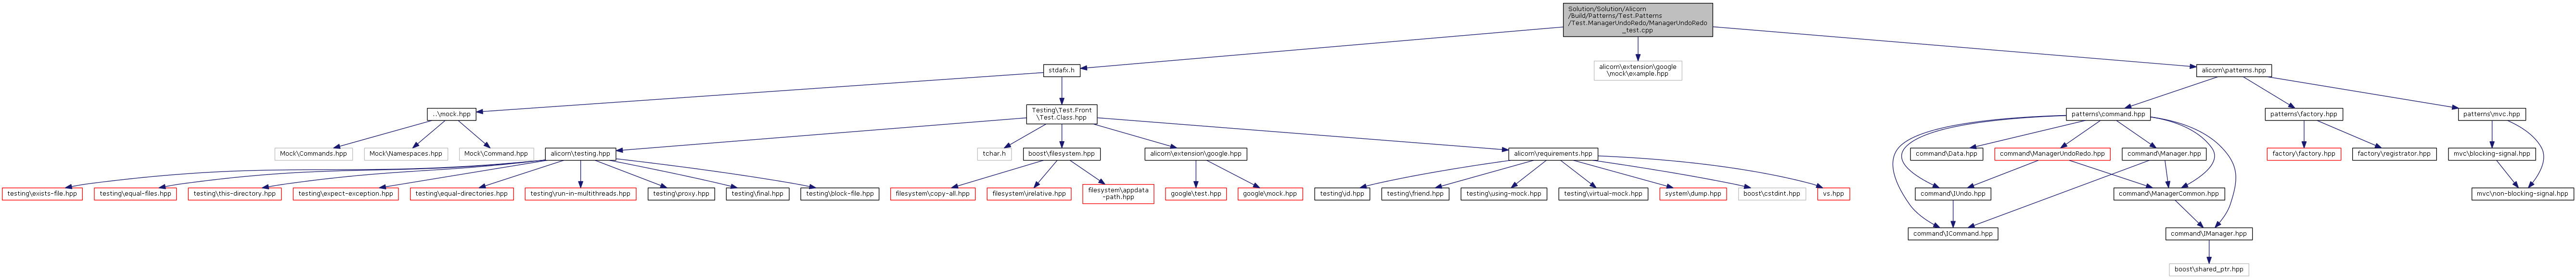 Solution/Solution/Alicorn
/Build/Patterns/Test.Patterns
/Test.ManagerUndoRedo/ManagerUndoRedo
_test.cpp
stdafx.h
alicorn\extension\google
\mock\example.hpp
alicorn\patterns.hpp
..\mock.hpp
Testing\Test.Front
\Test.Class.hpp
patterns\command.hpp
patterns\factory.hpp
patterns\mvc.hpp
Mock\Commands.hpp
Mock\Namespaces.hpp
Mock\Command.hpp
alicorn\testing.hpp
tchar.h
boost\filesystem.hpp
alicorn\extension\google.hpp
alicorn\requirements.hpp
command\Data.hpp
command\ManagerUndoRedo.hpp
command\Manager.hpp
factory\factory.hpp
factory\registrator.hpp
mvc\blocking-signal.hpp
testing\exists-file.hpp
testing\equal-files.hpp
testing\this-directory.hpp
testing\expect-exception.hpp
testing\equal-directories.hpp
testing\run-in-multithreads.hpp
testing\proxy.hpp
testing\final.hpp
testing\block-file.hpp
filesystem\copy-all.hpp
filesystem\irelative.hpp
filesystem\appdata
-path.hpp
google\test.hpp
google\mock.hpp
testing\id.hpp
testing\friend.hpp
testing\using-mock.hpp
testing\virtual-mock.hpp
system\dump.hpp
boost\cstdint.hpp
vs.hpp
command\IUndo.hpp
command\ManagerCommon.hpp
mvc\non-blocking-signal.hpp
command\ICommand.hpp
command\IManager.hpp
boost\shared_ptr.hpp